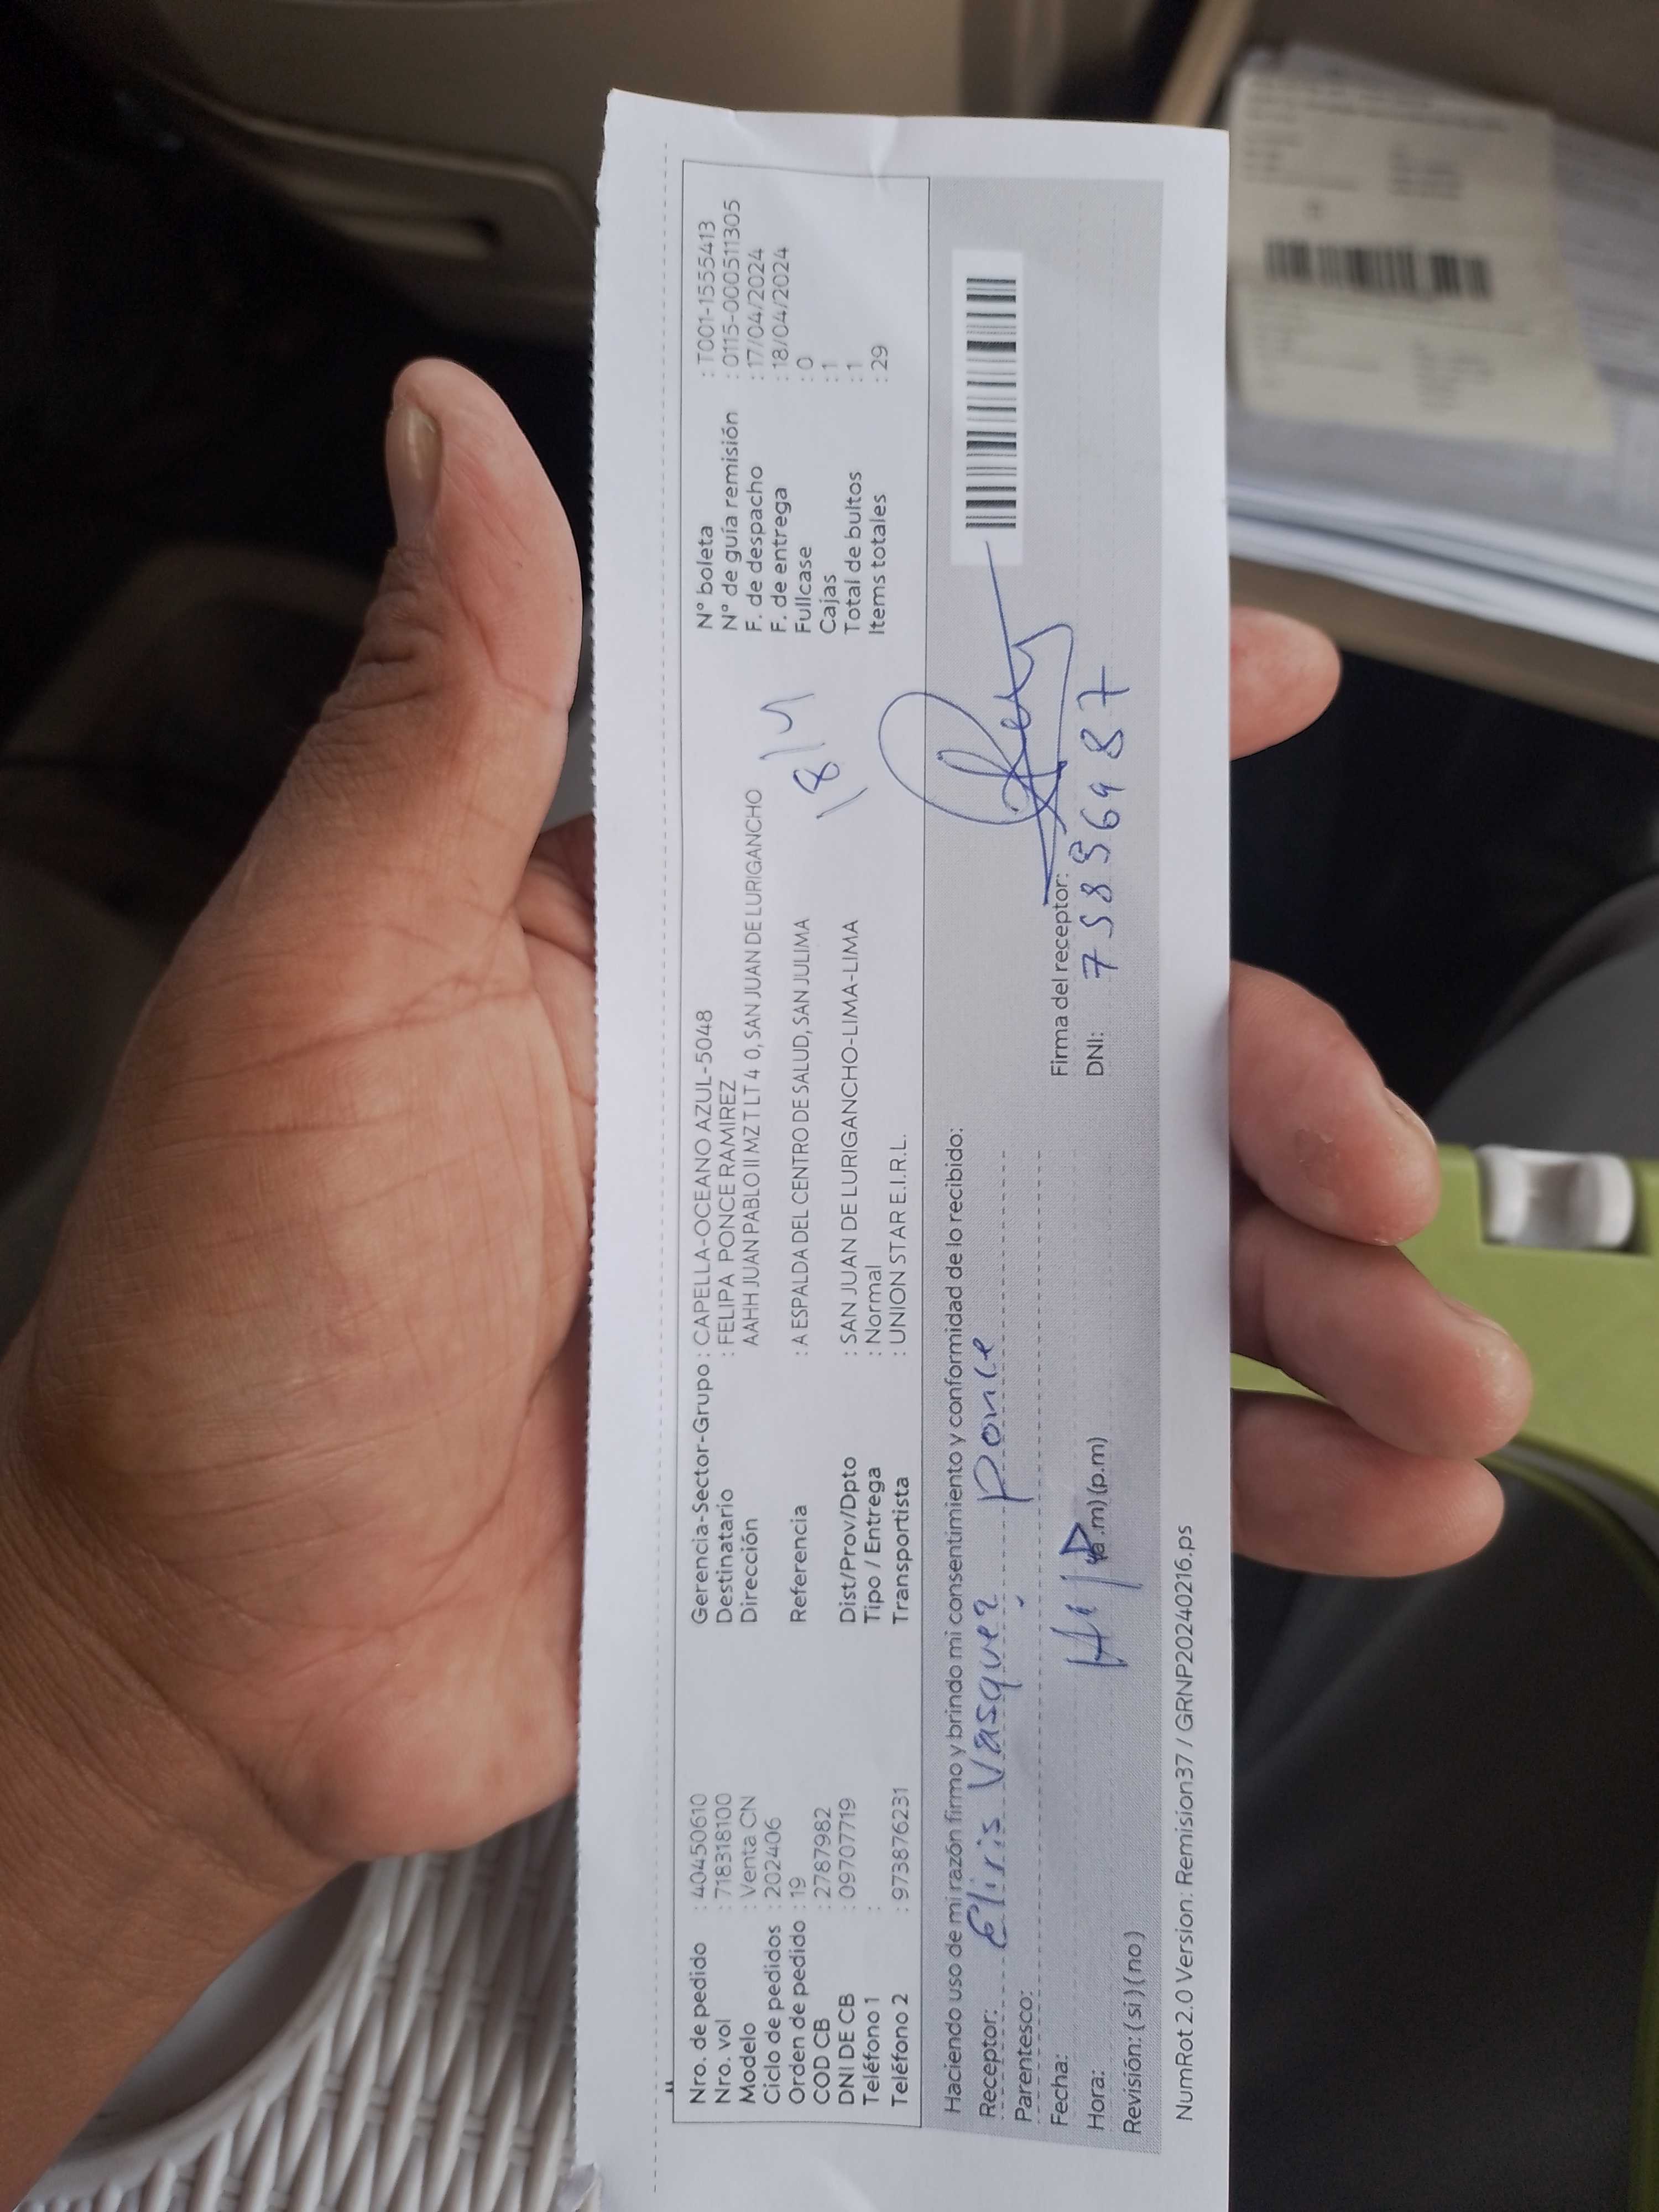 Nro. de pedido : 40450610
Nro. vol : 718318100
Modelo : Venta CN
Ciclo de pedidos : 202406
Orden de pedido : 19
COD CB : 2787982
DNI DE CB : 09707719
Teléfono 1 :
Teléfono 2 : 973876231
Gerencia-Sector-Grupo : CAPELLA-OCEANO AZUL-5048
Destinatario : FELIPA PONCE RAMIREZ
Dirección AAHH JUAN PABLO II MZ T LT 4 0, SAN JUAN DE LURIGANCHO
Referencia : A ESPALDA DEL CENTRO DE SALUD, SAN JULIMA
Dist/Prov/Dpto : SAN JUAN DE LURIGANCHO-LIMA-LIMA
Tipo / Entrega : Normal
Transportista : UNION STAR E.I.R.L.
18/4
N° boleta : T001-1555413
N° de guía remisión : 0115-000511305
F. de despacho : 17/04/2024
F. de entrega : 18/04/2024
Fullcase : 0
Cajas : 1
Total de bultos : 1
Items totales : 29
Haciendo uso de mi razón firmo y brindo mi consentimiento y conformidad de lo recibido:
Receptor: Eliris Vasquez Ponce
Parentesco:
Fecha:
Hora: (a.m) (p.m)
Revisión: ( si ) ( no )
Firma del receptor:
DNI:
NumRot 2.0 Version: Remision37 / GRNP20240216.ps